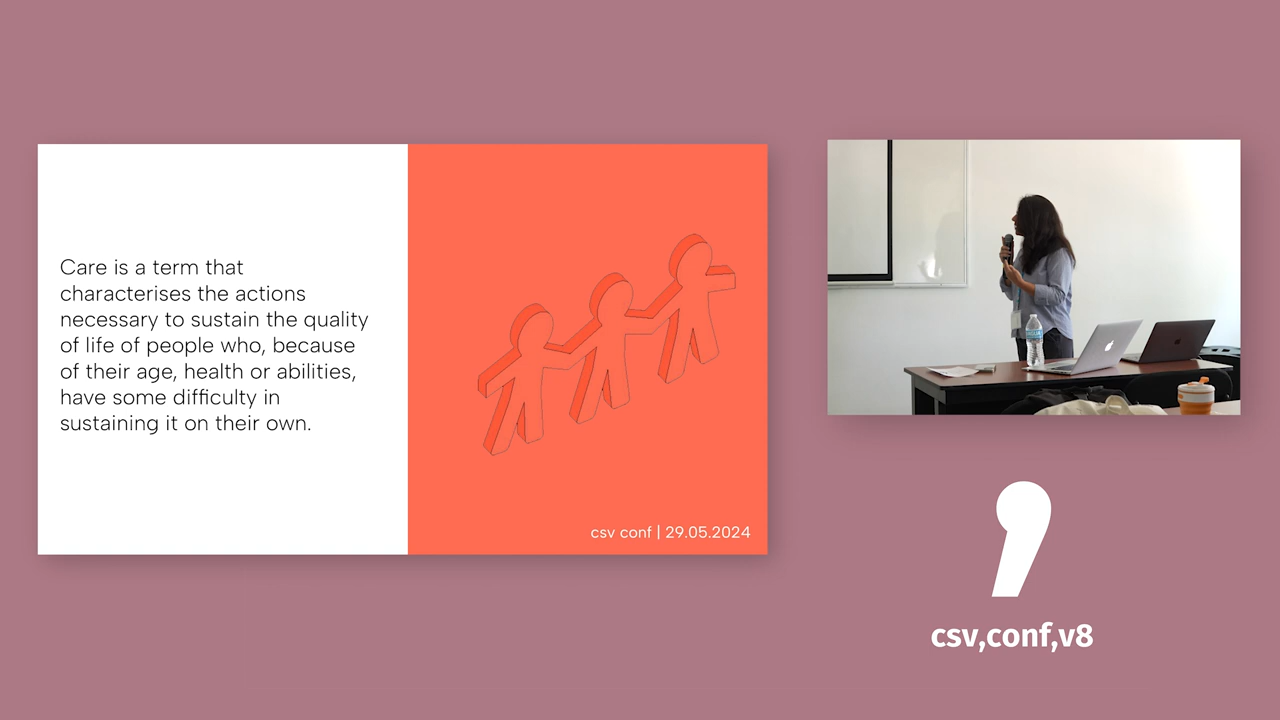 Care is a term that
characterises the actions
necessary to sustain the quality
of life of people who, because
of their age, health or abilities,
have some difficulty in
sustaining it on their own.
csv conf | 29.05.2024
csv,conf,v8